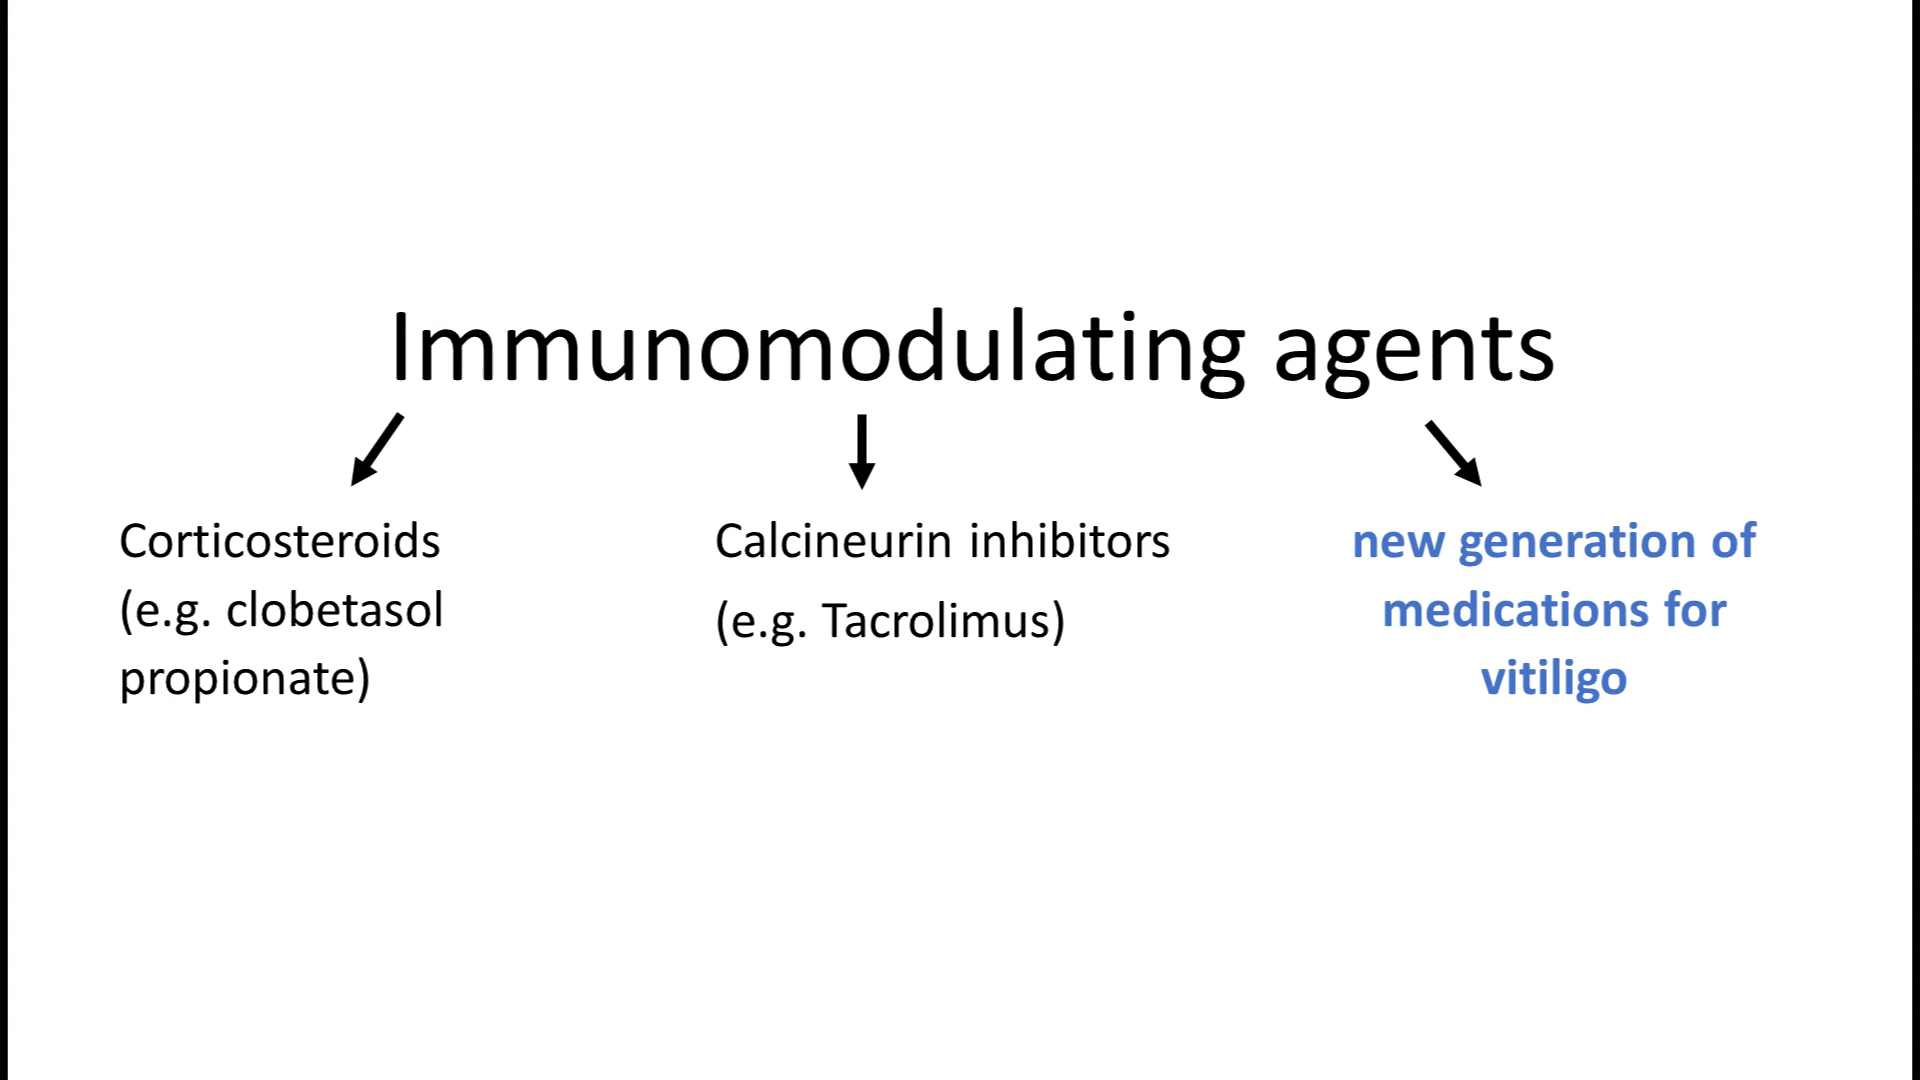 Immunomodulating agents
Corticosteroids
(e.g. clobetasol
propionate)
Calcineurin inhibitors
(e.g. Tacrolimus)
new generation of
medications for
vitiligo